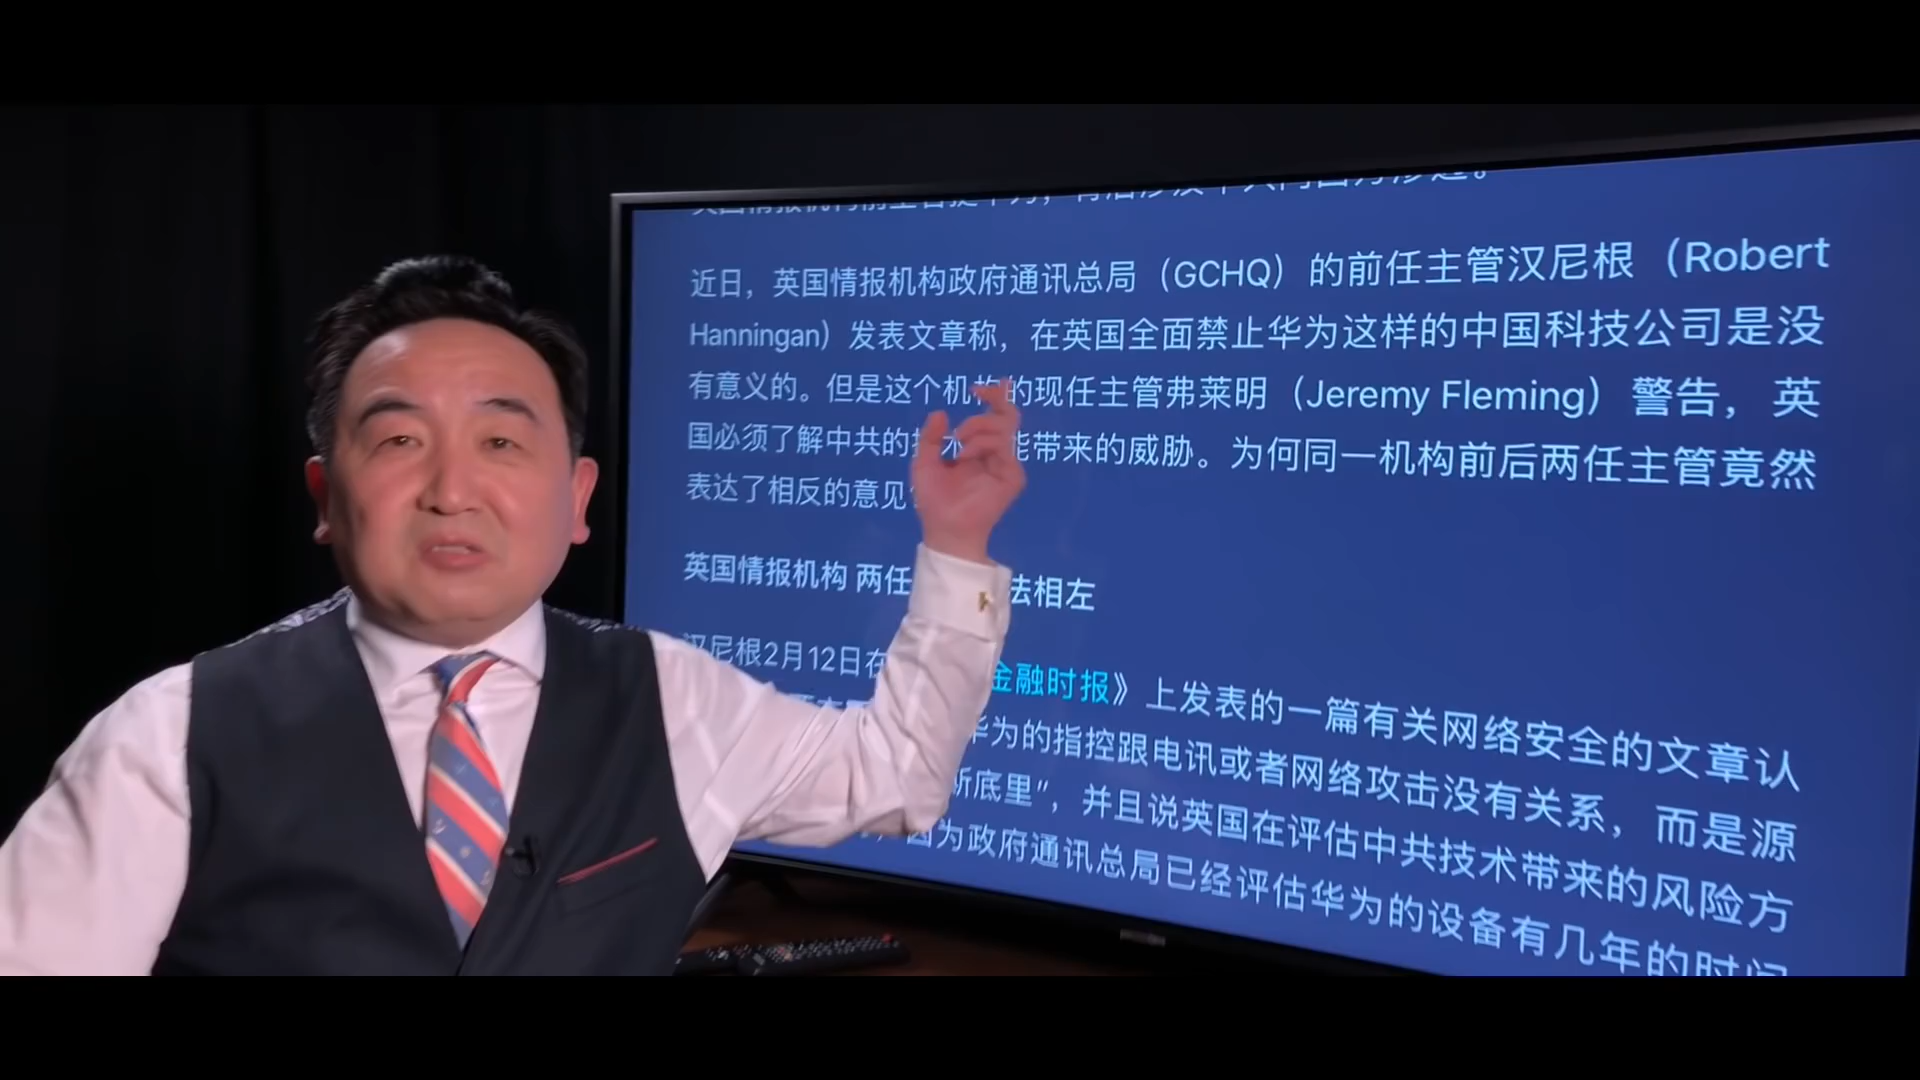 近日，英国情报机构政府通讯总局（GCHQ）的前任主管汉尼根（Robert
Hanningan）发表文章称，在英国全面禁止华为这样的中国科技公司是没
有意义的。但是这个机构的现任主管弗莱明（Jeremy Fleming）警告，英
国必须了解中共的 能带来的威胁。为何同一机构前后两任主管竟然
表达了相反的意见
英国情报机构 两任 法相左
汉尼根2月12日在 金融时报》上发表的一篇有关网络安全的文章认
华为的指控跟电讯或者网络攻击没有关系，而是源
斯底里”，并且说英国在评估中共技术带来的风险方
，因为政府通讯总局已经评估华为的设备有几年的时间